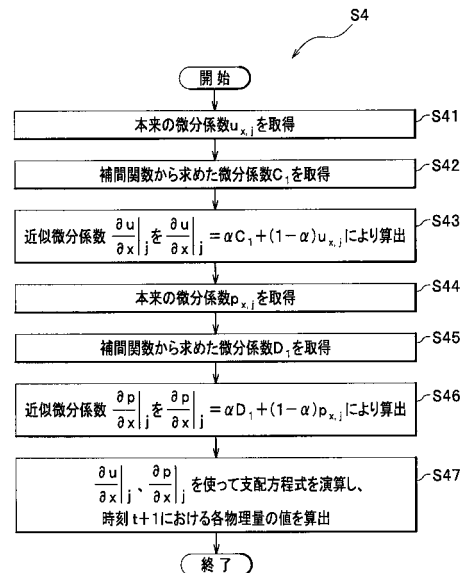 S4
開始
本来の微分係数u_{x,j}を取得
S41
補間関数から求めた微分係数C_1を取得
S42
近似微分係数 ∂u/∂x|_j を ∂u/∂x|_j =αC_1+(1-α)u_{x,j}により算出
S43
本来の微分係数p_{x,j}を取得
S44
補間関数から求めた微分係数D_1を取得
S45
近似微分係数 ∂p/∂x|_j を ∂p/∂x|_j =αD_1+(1-α)p_{x,j}により算出
S46
∂u/∂x|_j、∂p/∂x|_j を使って支配方程式を演算し、
時刻t+1における各物理量の値を算出
S47
終了